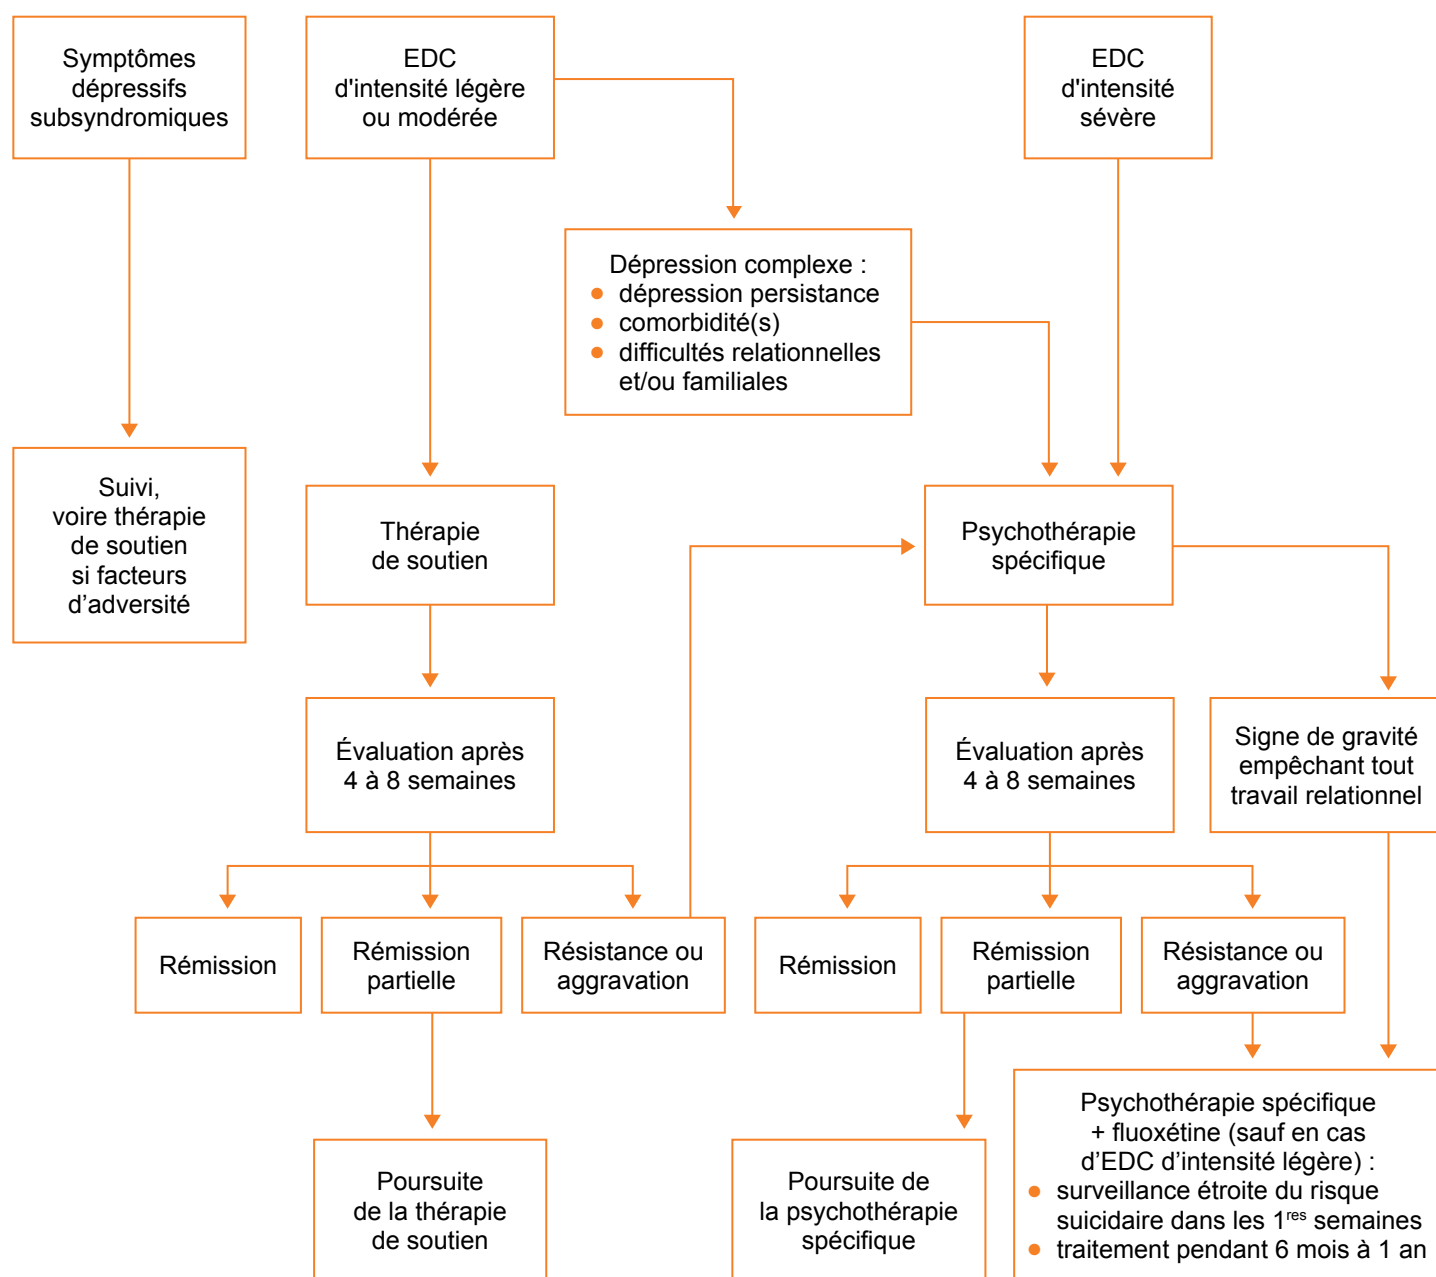 Symptômes
dépressifs
subsyndromiques
EDC
d'intensité légère
ou modérée
EDC
d'intensité
sévère
Dépression complexe :
● dépression persistance
● comorbidité(s)
● difficultés relationnelles
et/ou familiales
Suivi,
voire thérapie
de soutien
si facteurs
d’adversité
Thérapie
de soutien
Psychothérapie
spécifique
Évaluation après
4 à 8 semaines
Évaluation après
4 à 8 semaines
Signe de gravité
empêchant tout
travail relationnel
Rémission
Rémission
partielle
Résistance ou
aggravation
Rémission
Rémission
partielle
Résistance ou
aggravation
Poursuite
de la thérapie
de soutien
Poursuite de
la psychothérapie
spécifique
Psychothérapie spécifique
+ fluoxétine (sauf en cas
d’EDC d’intensité légère) :
● surveillance étroite du risque
suicidaire dans les 1res semaines
● traitement pendant 6 mois à 1 an